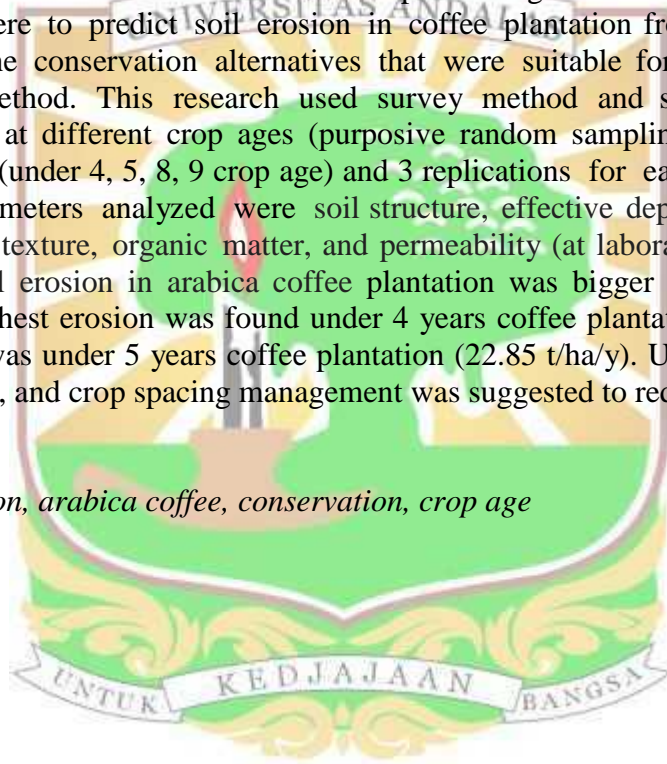 UNIVERSITAS ANDALAS
ere to predict soil erosion in coffee plantation fro
ne conservation alternatives that were suitable for
ethod. This research used survey method and s
at different crop ages (purposive random samplin
(under 4, 5, 8, 9 crop age) and 3 replications for ea
meters analyzed were soil structure, effective dep
texture, organic matter, and permeability (at labora
l erosion in arabica coffee plantation was bigger
hest erosion was found under 4 years coffee planta
was under 5 years coffee plantation (22.85 t/ha/y). U
, and crop spacing management was suggested to red
on, arabica coffee, conservation, crop age
UNTUK KEDJAJAAN BANGSA